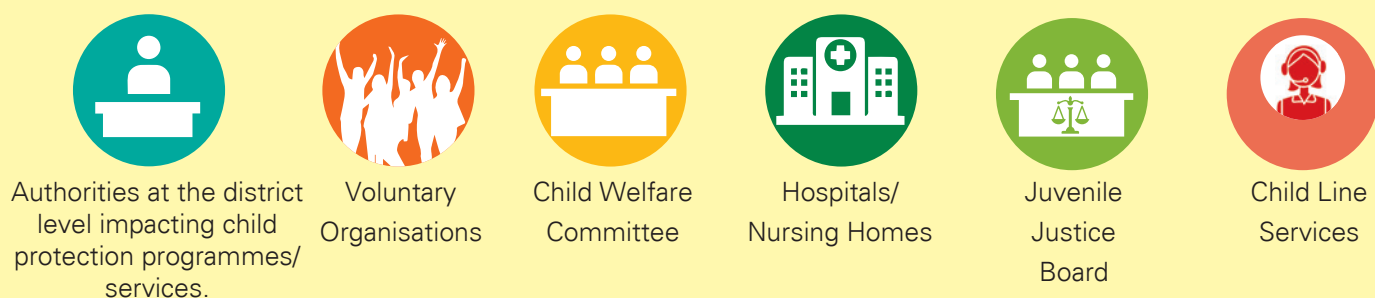 Authorities at the district
level impacting child
protection programmes/
services.
Voluntary
Organisations
Child Welfare
Committee
Hospitals/
Nursing Homes
Juvenile
Justice
Board
Child Line
Services